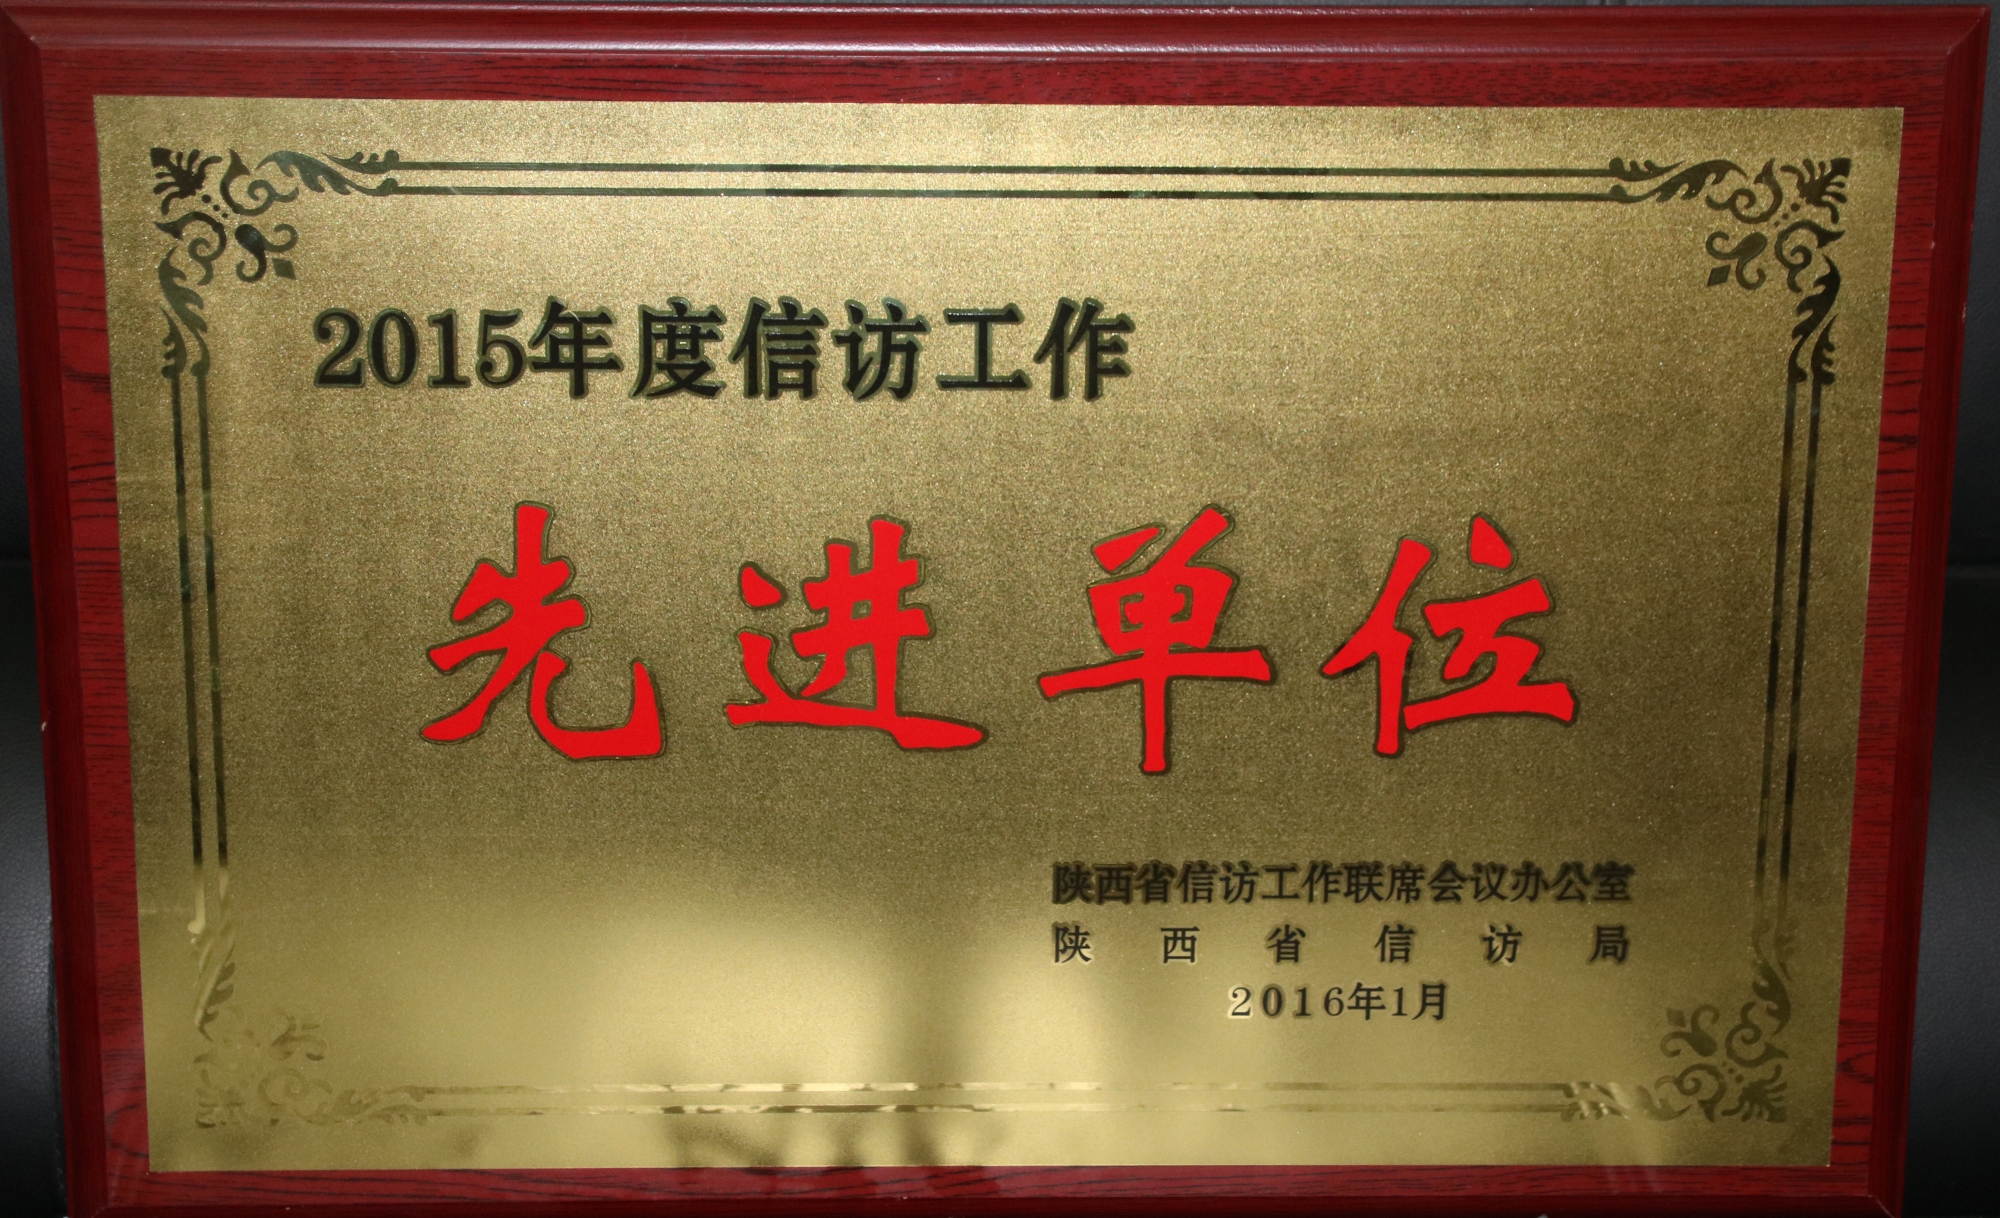 2015年度信访工作
先进单位
陕西省信访工作联席会议办公室
陕西省信访局
2016年1月